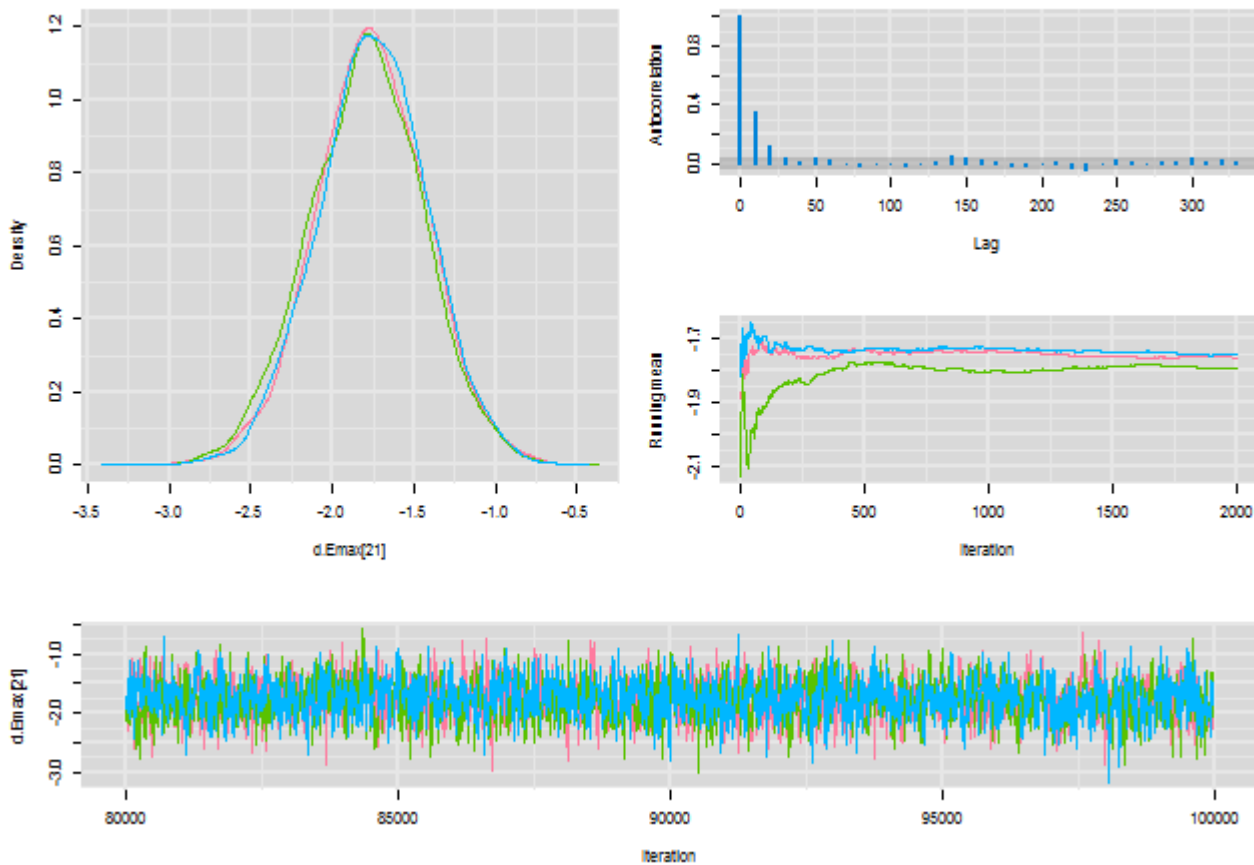 Density
0.0 0.2 0.4 0.6 0.8 1.0 1.2
-3.5 -3.0 -2.5 -2.0 -1.5 -1.0 -0.5
d.Emax[21]
Autocorrelation
0.0 0.4 0.8
0 50 100 150 200 250 300
Lag
Running mean
-2.1 -1.9 -1.7
0 500 1000 1500 2000
Iteration
d.Emax[21]
-3.0 -2.0 -1.0
80000 85000 90000 95000 100000
Iteration